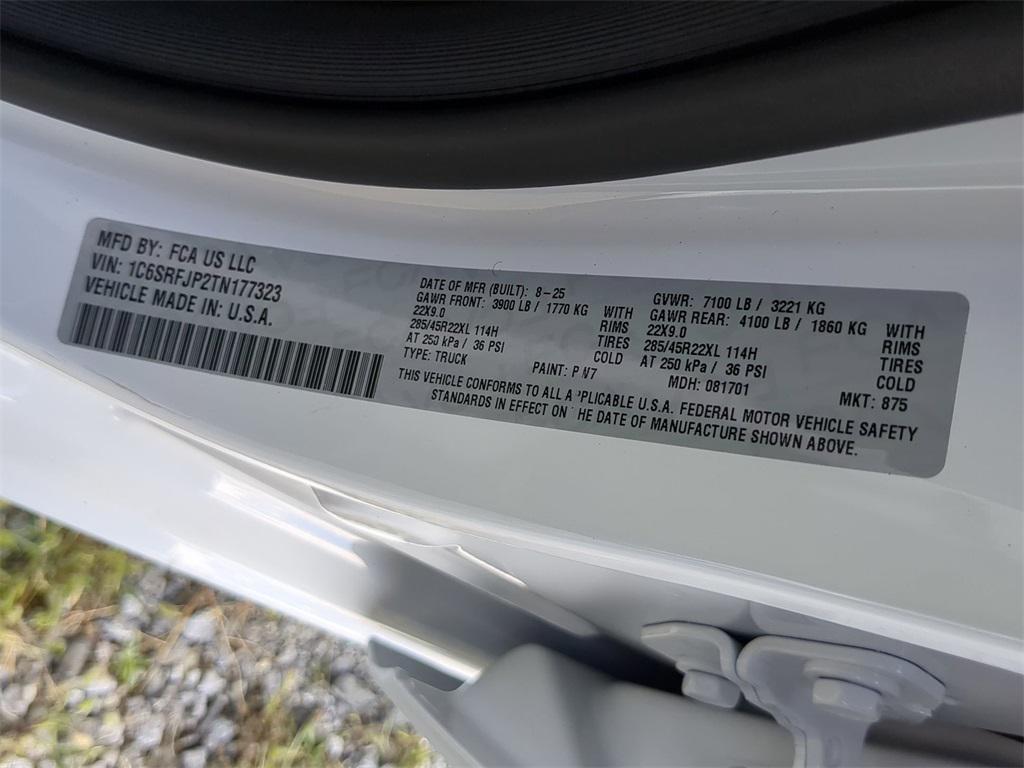 MFD BY: FCA US LLC
VIN: 1C6SRFJP2TN177323
VEHICLE MADE IN: U.S.A.
DATE OF MFR (BUILT): 8-25
GAWR FRONT: 3900 LB / 1770 KG WITH
22X9.0 RIMS
285/45R22XL 114H TIRES
AT 250 kPa / 36 PSI COLD
TYPE: TRUCK PAINT: P W7
GVWR: 7100 LB / 3221 KG
GAWR REAR: 4100 LB / 1860 KG WITH
22X9.0 RIMS
285/45R22XL 114H TIRES
AT 250 kPa / 36 PSI COLD
MDH: 081701 MKT: 875
THIS VEHICLE CONFORMS TO ALL APPLICABLE U.S.A. FEDERAL MOTOR VEHICLE SAFETY
STANDARDS IN EFFECT ON THE DATE OF MANUFACTURE SHOWN ABOVE.